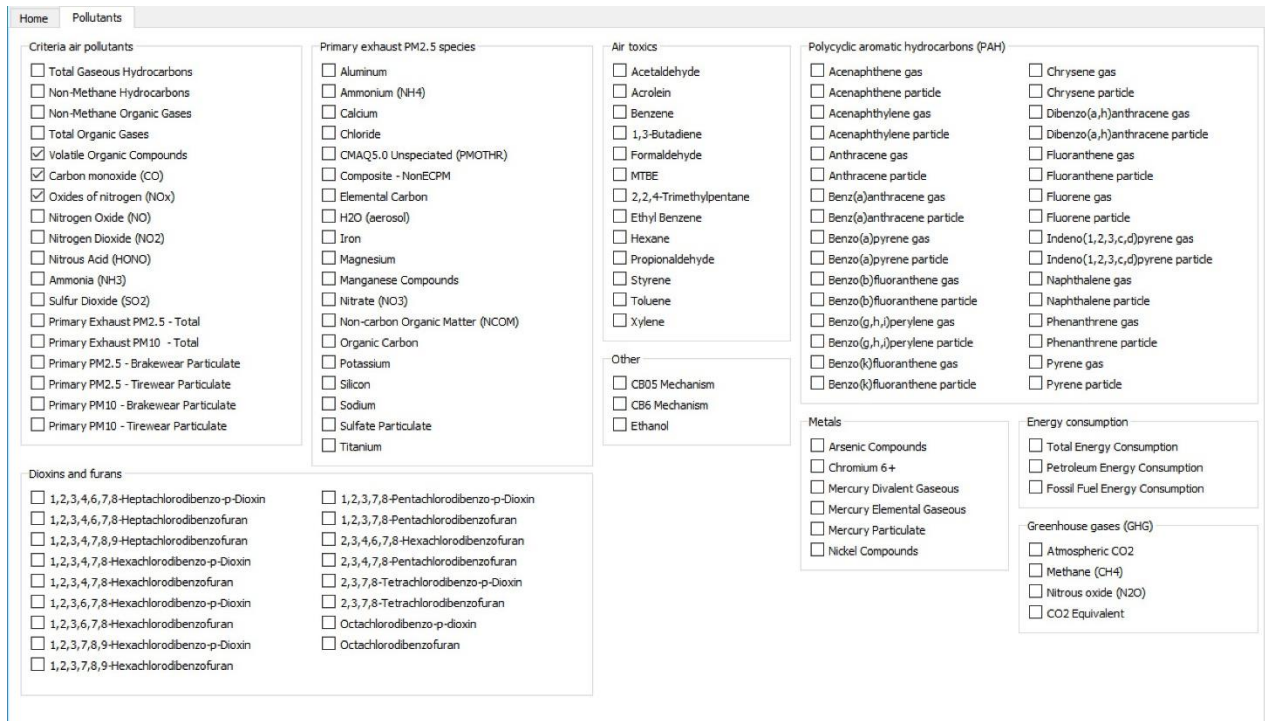 Home
Pollutants
Criteria air pollutants
Total Gaseous Hydrocarbons
Non-Methane Hydrocarbons
Non-Methane Organic Gases
Total Organic Gases
Volatile Organic Compounds
Carbon monoxide (CO)
Oxides of nitrogen (NOx)
Nitrogen Oxide (NO)
Nitrogen Dioxide (NO2)
Nitrous Acid (HONO)
Ammonia (NH3)
Sulfur Dioxide (SO2)
Primary Exhaust PM2.5 - Total
Primary Exhaust PM10 - Total
Primary PM2.5 - Brakewear Particulate
Primary PM2.5 - Tirewear Particulate
Primary PM10 - Brakewear Particulate
Primary PM10 - Tirewear Particulate
Primary exhaust PM2.5 species
Aluminum
Ammonium (NH4)
Calcium
Chloride
CMAQ5.0 Unspeciated (PMOTHR)
Composite - NonECPM
Elemental Carbon
H2O (aerosol)
Iron
Magnesium
Manganese Compounds
Nitrate (NO3)
Non-carbon Organic Matter (NCOM)
Organic Carbon
Potassium
Silicon
Sodium
Sulfate Particulate
Titanium
Air toxics
Acetaldehyde
Acrolein
Benzene
1,3-Butadiene
Formaldehyde
MTBE
2,2,4-Trimethylpentane
Ethyl Benzene
Hexane
Propionaldehyde
Styrene
Toluene
Xylene
Other
CB05 Mechanism
CB6 Mechanism
Ethanol
Polycyclic aromatic hydrocarbons (PAH)
Acenaphthene gas
Acenaphthene particle
Acenaphthylene gas
Acenaphthylene particle
Anthracene gas
Anthracene particle
Benz(a)anthracene gas
Benz(a)anthracene particle
Benzo(a)pyrene gas
Benzo(a)pyrene particle
Benzo(b)fluoranthene gas
Benzo(b)fluoranthene particle
Benzo(g,h,i)perylene gas
Benzo(g,h,i)perylene particle
Benzo(k)fluoranthene gas
Benzo(k)fluoranthene particle
Chrysene gas
Chrysene particle
Dibenzo(a,h)anthracene gas
Dibenzo(a,h)anthracene particle
Fluoranthene gas
Fluoranthene particle
Fluorene gas
Fluorene particle
Indeno(1,2,3,c,d)pyrene gas
Indeno(1,2,3,c,d)pyrene particle
Naphthalene gas
Naphthalene particle
Phenanthrene gas
Phenanthrene particle
Pyrene gas
Pyrene particle
Metals
Arsenic Compounds
Chromium 6+
Mercury Divalent Gaseous
Mercury Elemental Gaseous
Mercury Particulate
Nickel Compounds
Energy consumption
Total Energy Consumption
Petroleum Energy Consumption
Fossil Fuel Energy Consumption
Greenhouse gases (GHG)
Atmospheric CO2
Methane (CH4)
Nitrous oxide (N2O)
CO2 Equivalent
Dioxins and furans
1,2,3,4,6,7,8-Heptachlorodibenzo-p-Dioxin
1,2,3,4,6,7,8-Heptachlorodibenzofuran
1,2,3,4,7,8,9-Heptachlorodibenzofuran
1,2,3,4,7,8-Hexachlorodibenzo-p-Dioxin
1,2,3,4,7,8-Hexachlorodibenzofuran
1,2,3,6,7,8-Hexachlorodibenzo-p-Dioxin
1,2,3,6,7,8-Hexachlorodibenzofuran
1,2,3,7,8,9-Hexachlorodibenzo-p-Dioxin
1,2,3,7,8,9-Hexachlorodibenzofuran
1,2,3,7,8-Pentachlorodibenzo-p-Dioxin
1,2,3,7,8-Pentachlorodibenzofuran
2,3,4,6,7,8-Hexachlorodibenzofuran
2,3,4,7,8-Pentachlorodibenzofuran
2,3,7,8-Tetrachlorodibenzo-p-Dioxin
2,3,7,8-Tetrachlorodibenzofuran
Octachlorodibenzo-p-dioxin
Octachlorodibenzofuran